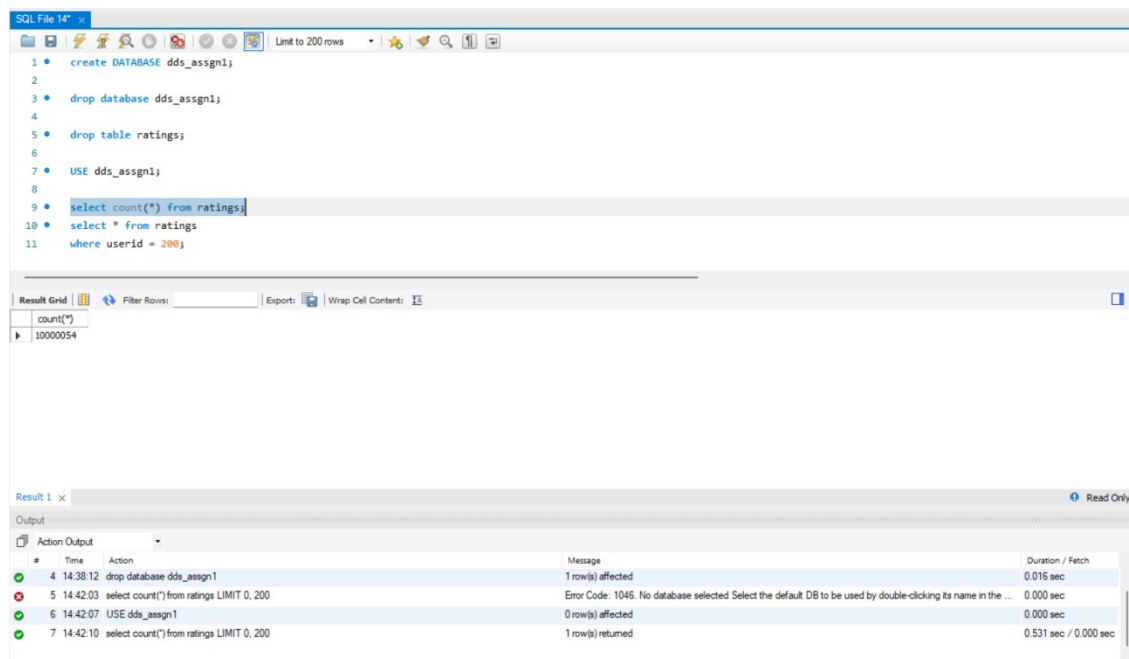 SQL File 14*
Limit to 200 rows
1 create DATABASE dds_assgn1;
2
3 drop database dds_assgn1;
4
5 drop table ratings;
6
7 USE dds_assgn1;
8
9 select count(*) from ratings;
10 select * from ratings
11 where userid = 200;
Result Grid Filter Rows: Export: Wrap Cell Content:
count(*)
10000054
Result 1 Read Only
Output
Action Output
# Time Action Message Duration / Fetch
4 14:38:12 drop database dds_assgn1 1 row(s) affected 0.016 sec
5 14:42:03 select count(*) from ratings LIMIT 0, 200 Error Code: 1046. No database selected Select the default DB to be used by double-clicking its name in the ... 0.000 sec
6 14:42:07 USE dds_assgn1 0 row(s) affected 0.000 sec
7 14:42:10 select count(*) from ratings LIMIT 0, 200 1 row(s) returned 0.531 sec / 0.000 sec